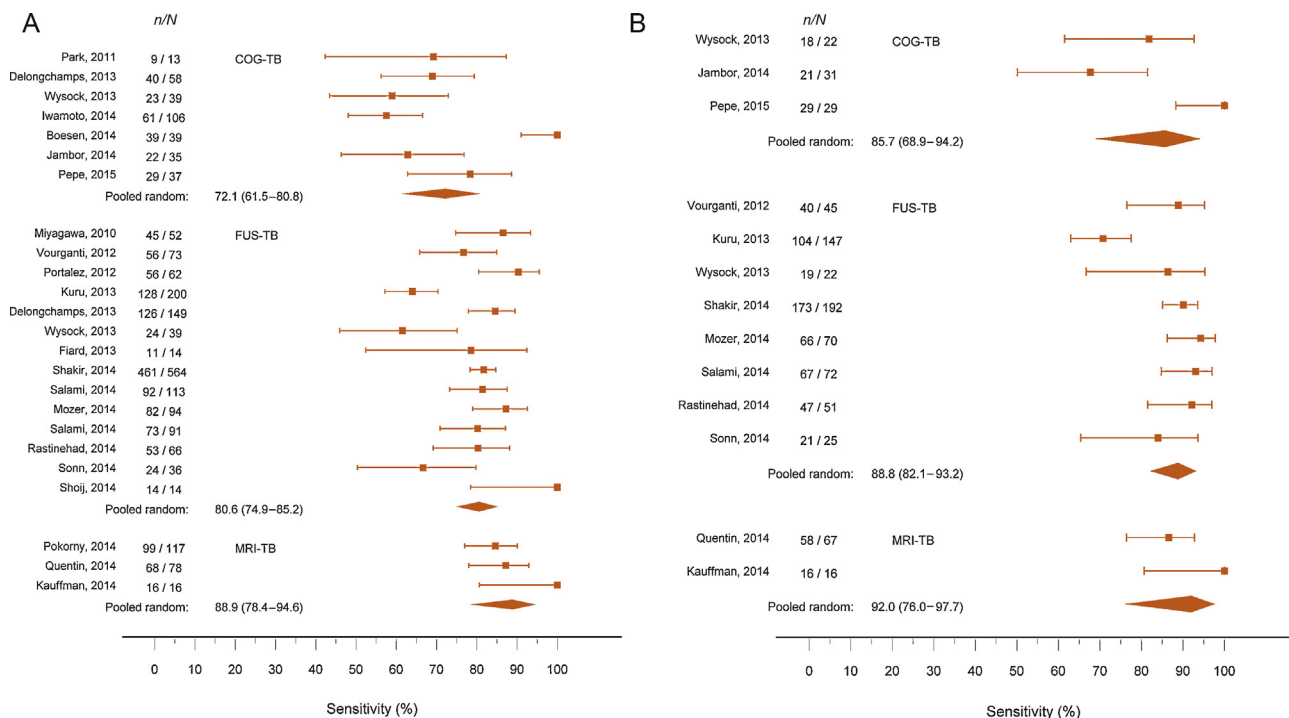 A
n/N
Park, 2011 9 / 13 COG-TB
Delongchamps, 2013 40 / 58
Wysock, 2013 23 / 39
Iwamoto, 2014 61 / 106
Boesen, 2014 39 / 39
Jambor, 2014 22 / 35
Pepe, 2015 29 / 37
Pooled random: 72.1 (61.5–80.8)
Miyagawa, 2010 45 / 52 FUS-TB
Vourganti, 2012 56 / 73
Portalez, 2012 56 / 62
Kuru, 2013 128 / 200
Delongchamps, 2013 126 / 149
Wysock, 2013 24 / 39
Fiard, 2013 11 / 14
Shakir, 2014 461 / 564
Salami, 2014 92 / 113
Mozer, 2014 82 / 94
Salami, 2014 73 / 91
Rastinehad, 2014 53 / 66
Sonn, 2014 24 / 36
Shoij, 2014 14 / 14
Pooled random: 80.6 (74.9–85.2)
Pokorny, 2014 99 / 117 MRI-TB
Quentin, 2014 68 / 78
Kauffman, 2014 16 / 16
Pooled random: 88.9 (78.4–94.6)
0 10 20 30 40 50 60 70 80 90 100
Sensitivity (%)
B
n/N
Wysock, 2013 18 / 22 COG-TB
Jambor, 2014 21 / 31
Pepe, 2015 29 / 29
Pooled random: 85.7 (68.9–94.2)
Vourganti, 2012 40 / 45 FUS-TB
Kuru, 2013 104 / 147
Wysock, 2013 19 / 22
Shakir, 2014 173 / 192
Mozer, 2014 66 / 70
Salami, 2014 67 / 72
Rastinehad, 2014 47 / 51
Sonn, 2014 21 / 25
Pooled random: 88.8 (82.1–93.2)
Quentin, 2014 58 / 67 MRI-TB
Kauffman, 2014 16 / 16
Pooled random: 92.0 (76.0–97.7)
0 10 20 30 40 50 60 70 80 90 100
Sensitivity (%)